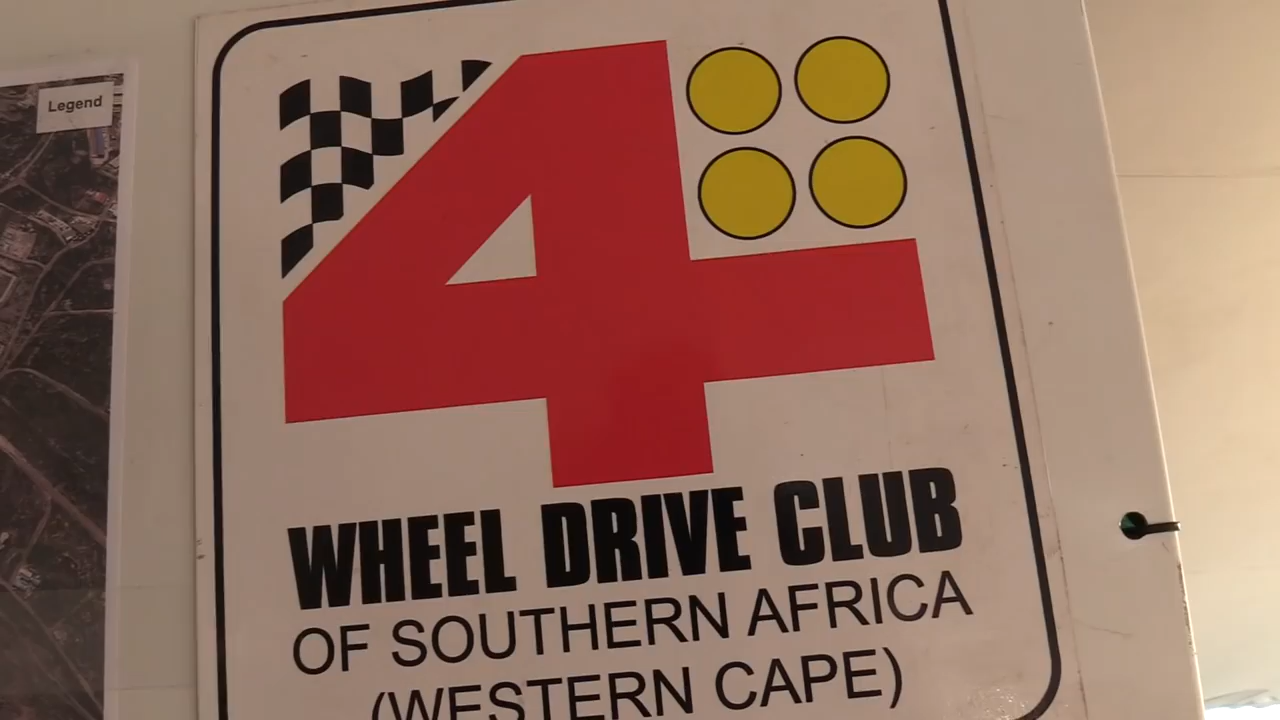 Legend
4
WHEEL DRIVE CLUB
OF SOUTHERN AFRICA
(WESTERN CAPE)